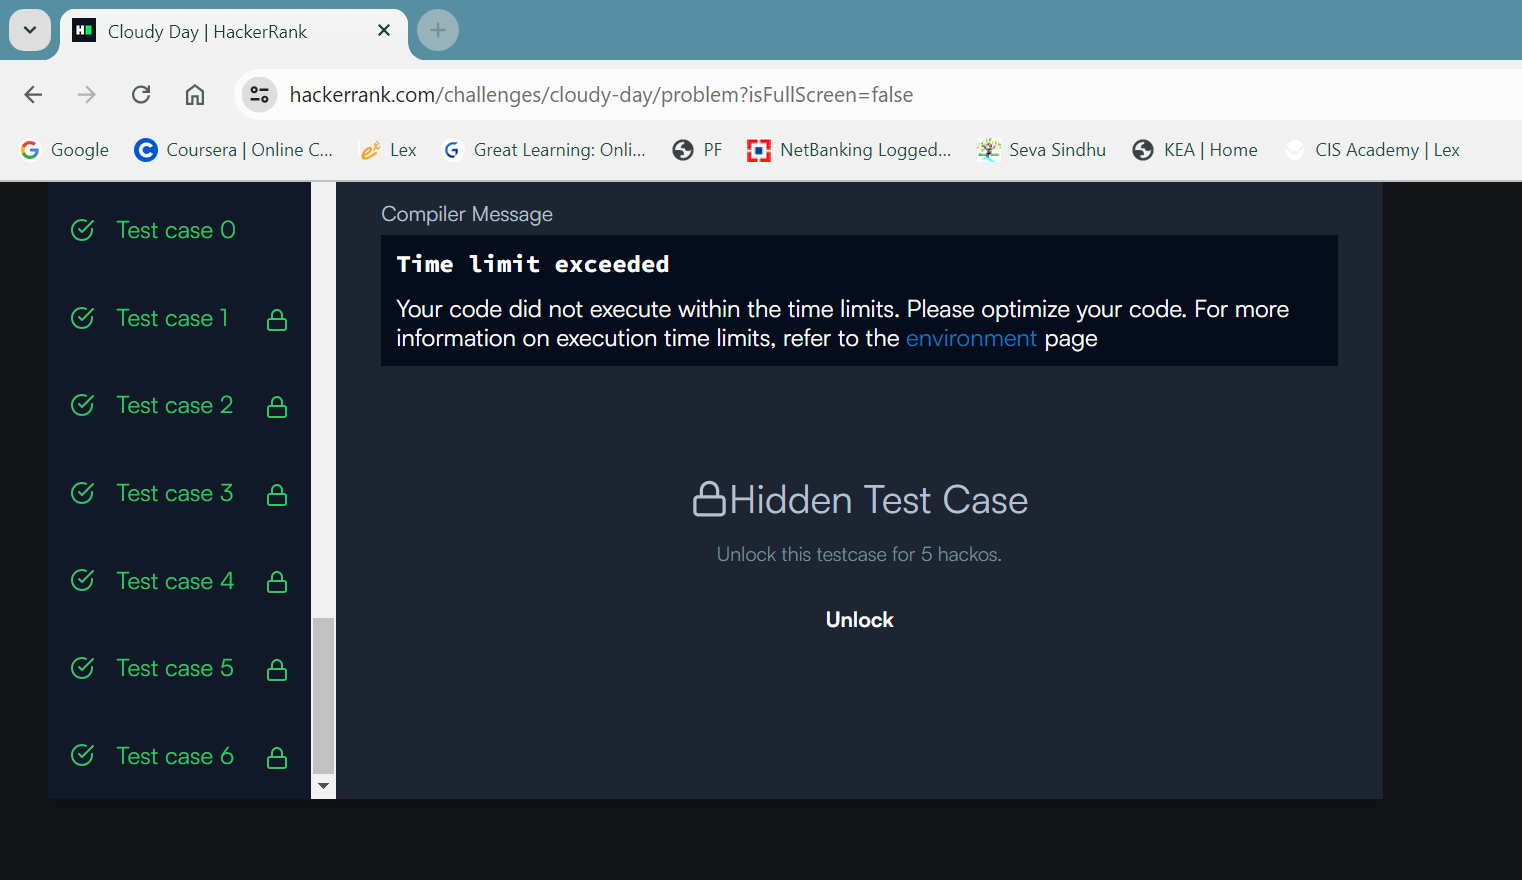 Cloudy Day | HackerRank
hackerrank.com/challenges/cloudy-day/problem?isFullScreen=false
Google Coursera | Online C... Lex Great Learning: Onli... PF NetBanking Logged... Seva Sindhu KEA | Home CIS Academy | Lex
Test case 0
Test case 1
Test case 2
Test case 3
Test case 4
Test case 5
Test case 6
Compiler Message
Time limit exceeded
Your code did not execute within the time limits. Please optimize your code. For more
information on execution time limits, refer to the environment page
Hidden Test Case
Unlock this testcase for 5 hackos.
Unlock